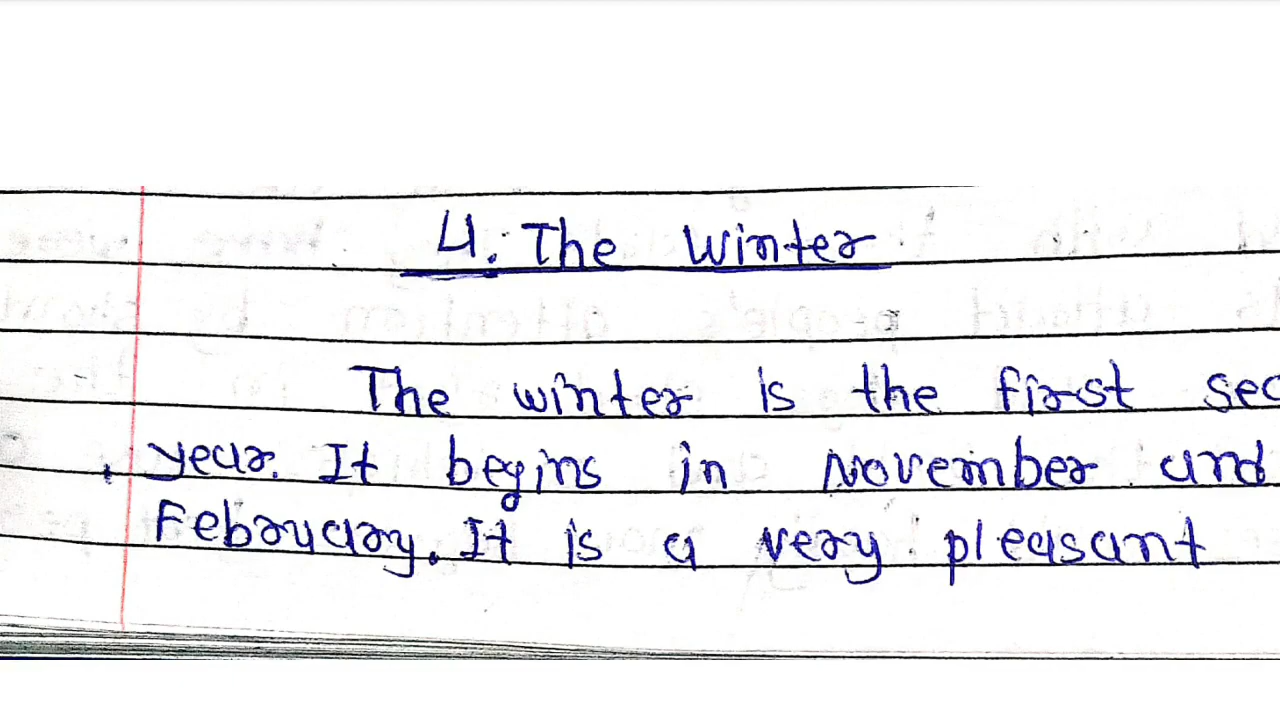 4. The Winter
The winter is the first sea
year. It begins in November and
February. It is a very pleasant